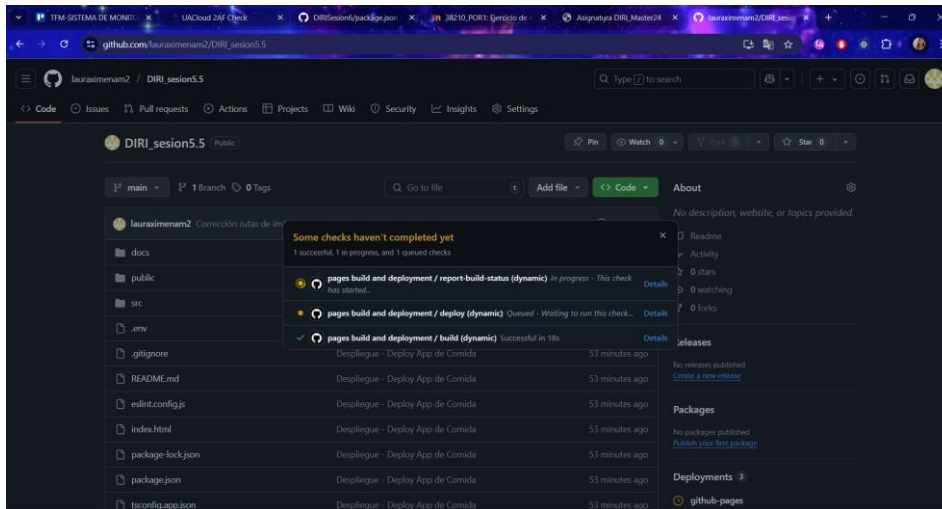 TFM-SISTEMA DE MONITO
UACloud 2AF Check
DIRISesion6/package.json
38210_POR1: Ejercicio de
Asignatura DIRI_Master24
lauraximenam2/DIRI_sesi
github.com/lauraximenam2/DIRI_sesion5.5
lauraximenam2 / DIRI_sesion5.5
Type / to search
Code
Issues
Pull requests
Actions
Projects
Wiki
Security
Insights
Settings
DIRI_sesion5.5 Public
Pin
Watch 0
Fork
Star 0
main
1 Branch
0 Tags
Go to file
t
Add file
Code
About
No description, website, or topics provided.
Readme
Activity
0 stars
0 watching
0 forks
lauraximenam2 Corrección rutas de imá
docs
public
src
.env
Some checks haven't completed yet
1 successful, 1 in progress, and 1 queued checks
pages build and deployment / report-build-status (dynamic) In progress - This check
has started...
Details
pages build and deployment / deploy (dynamic) Queued - Waiting to run this check...
Details
pages build and deployment / build (dynamic) Successful in 18s
Details
.gitignore Despliegue - Deploy App de Comida 53 minutes ago
README.md Despliegue - Deploy App de Comida 53 minutes ago
eslint.config.js Despliegue - Deploy App de Comida 53 minutes ago
index.html Despliegue - Deploy App de Comida 53 minutes ago
package-lock.json Despliegue - Deploy App de Comida 53 minutes ago
package.json Despliegue - Deploy App de Comida 53 minutes ago
tsconfig.app.json Despliegue - Deploy App de Comida 53 minutes ago
Releases
No releases published
Create a new release
Packages
No packages published
Publish your first package
Deployments 3
github-pages